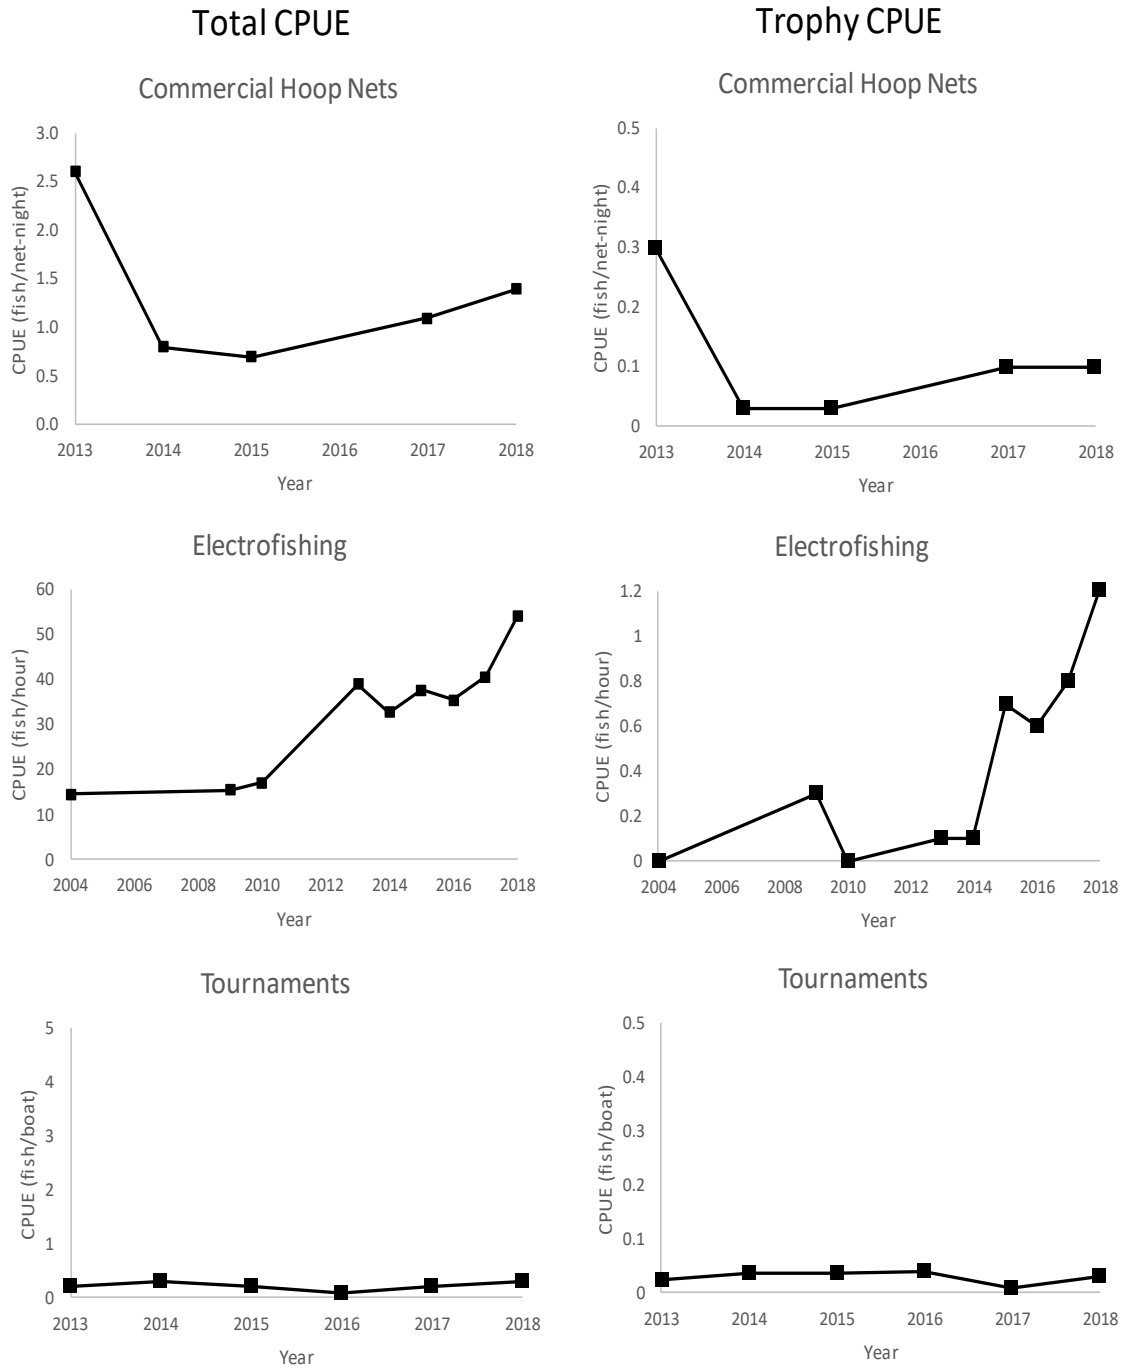 Total CPUE
Trophy CPUE
Commercial Hoop Nets
3.0
2.5
2.0
1.5
1.0
0.5
0.0
CPUE (fish/net-night)
2013 2014 2015 2016 2017 2018
Year
Commercial Hoop Nets
0.5
0.4
0.3
0.2
0.1
0
CPUE (fish/net-night)
2013 2014 2015 2016 2017 2018
Year
Electrofishing
60
50
40
30
20
10
0
CPUE (fish/hour)
2004 2006 2008 2010 2012 2014 2016 2018
Year
Electrofishing
1.2
1
0.8
0.6
0.4
0.2
0
CPUE (fish/hour)
2004 2006 2008 2010 2012 2014 2016 2018
Year
Tournaments
5
4
3
2
1
0
CPUE (fish/boat)
2013 2014 2015 2016 2017 2018
Year
Tournaments
0.5
0.4
0.3
0.2
0.1
0
CPUE (fish/boat)
2013 2014 2015 2016 2017 2018
Year